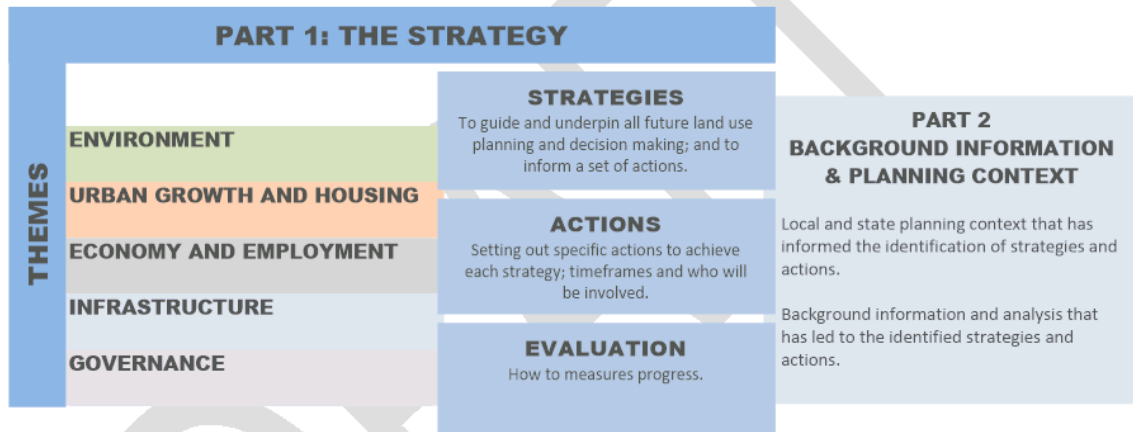 PART 1: THE STRATEGY
THEMES
ENVIRONMENT
URBAN GROWTH AND HOUSING
ECONOMY AND EMPLOYMENT
INFRASTRUCTURE
GOVERNANCE
STRATEGIES
To guide and underpin all future land use
planning and decision making; and to
inform a set of actions.
ACTIONS
Setting out specific actions to achieve
each strategy; timeframes and who will
be involved.
EVALUATION
How to measures progress.
PART 2
BACKGROUND INFORMATION
& PLANNING CONTEXT
Local and state planning context that has
informed the identification of strategies and
actions.
Background information and analysis that
has led to the identified strategies and
actions.